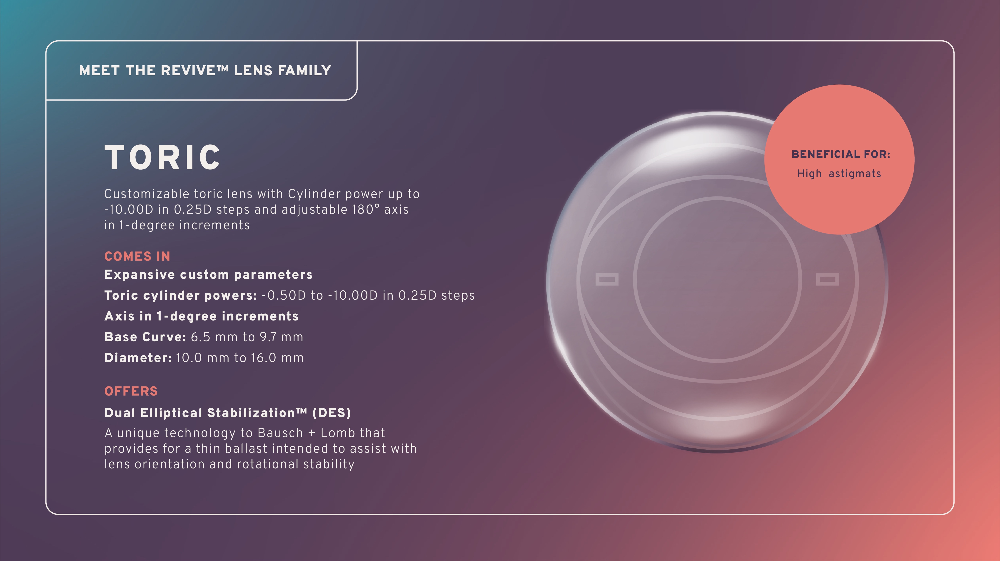 MEET THE REVIVE™ LENS FAMILY
TORIC
Customizable toric lens with Cylinder power up to
-10.00D in 0.25D steps and adjustable 180° axis
in 1-degree increments
COMES IN
Expansive custom parameters
Toric cylinder powers: -0.50D to -10.00D in 0.25D steps
Axis in 1-degree increments
Base Curve: 6.5 mm to 9.7 mm
Diameter: 10.0 mm to 16.0 mm
OFFERS
Dual Elliptical Stabilization™ (DES)
A unique technology to Bausch + Lomb that
provides for a thin ballast intended to assist with
lens orientation and rotational stability
BENEFICIAL FOR:
High astigmats